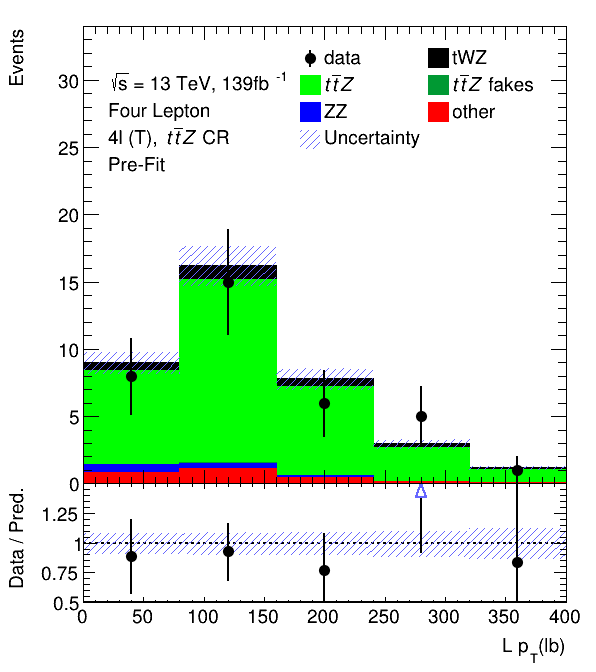 Events
30
25
20
15
10
5
0
√s = 13 TeV, 139fb⁻¹
Four Lepton
4l (T), tt̄Z CR
Pre-Fit
data
tWZ
tt̄Z
tt̄Z fakes
ZZ
other
Uncertainty
Data / Pred.
1.25
1
0.75
0.5
0 50 100 150 200 250 300 350 400
L p_T(lb)